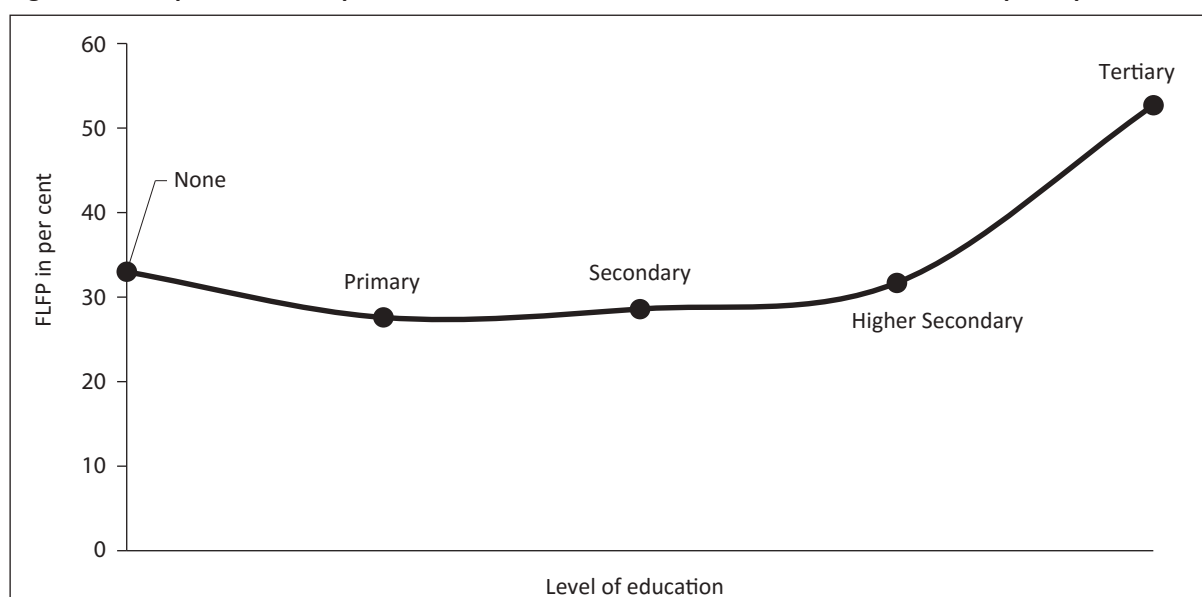 60
Tertiary
50
None
40
Secondary
Primary
30
Higher Secondary
20
10
0
FLFP in per cent
Level of education